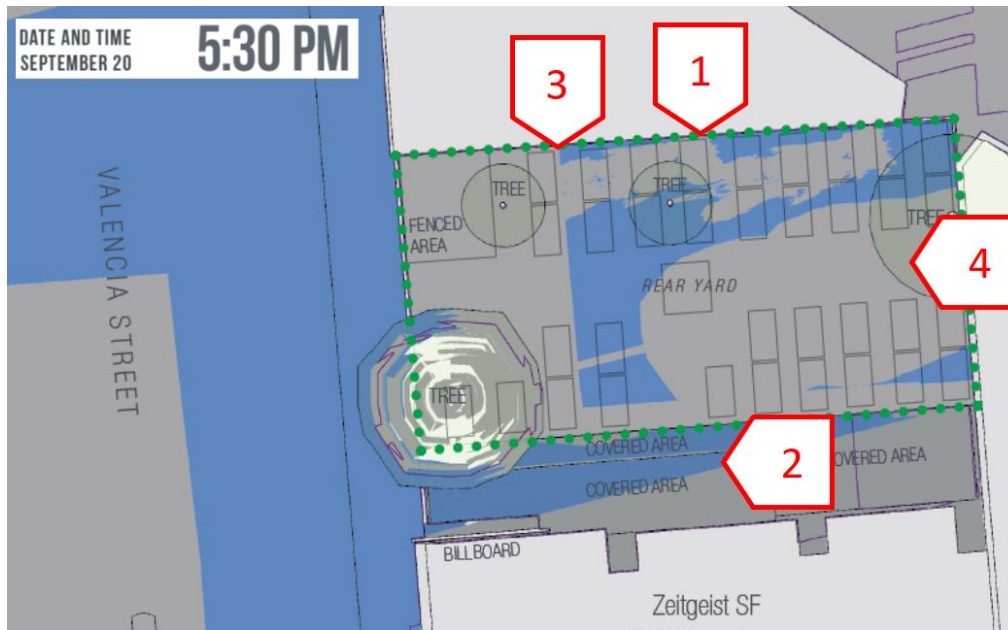 DATE AND TIME
SEPTEMBER 20
5:30 PM
3
1
VALENCIA STREET
TREE
TREE
TREE
FENCED
AREA
4
REAR YARD
TREE
COVERED AREA
2
OVERED AREA
COVERED AREA
BILLBOARD
Zeitgeist SF